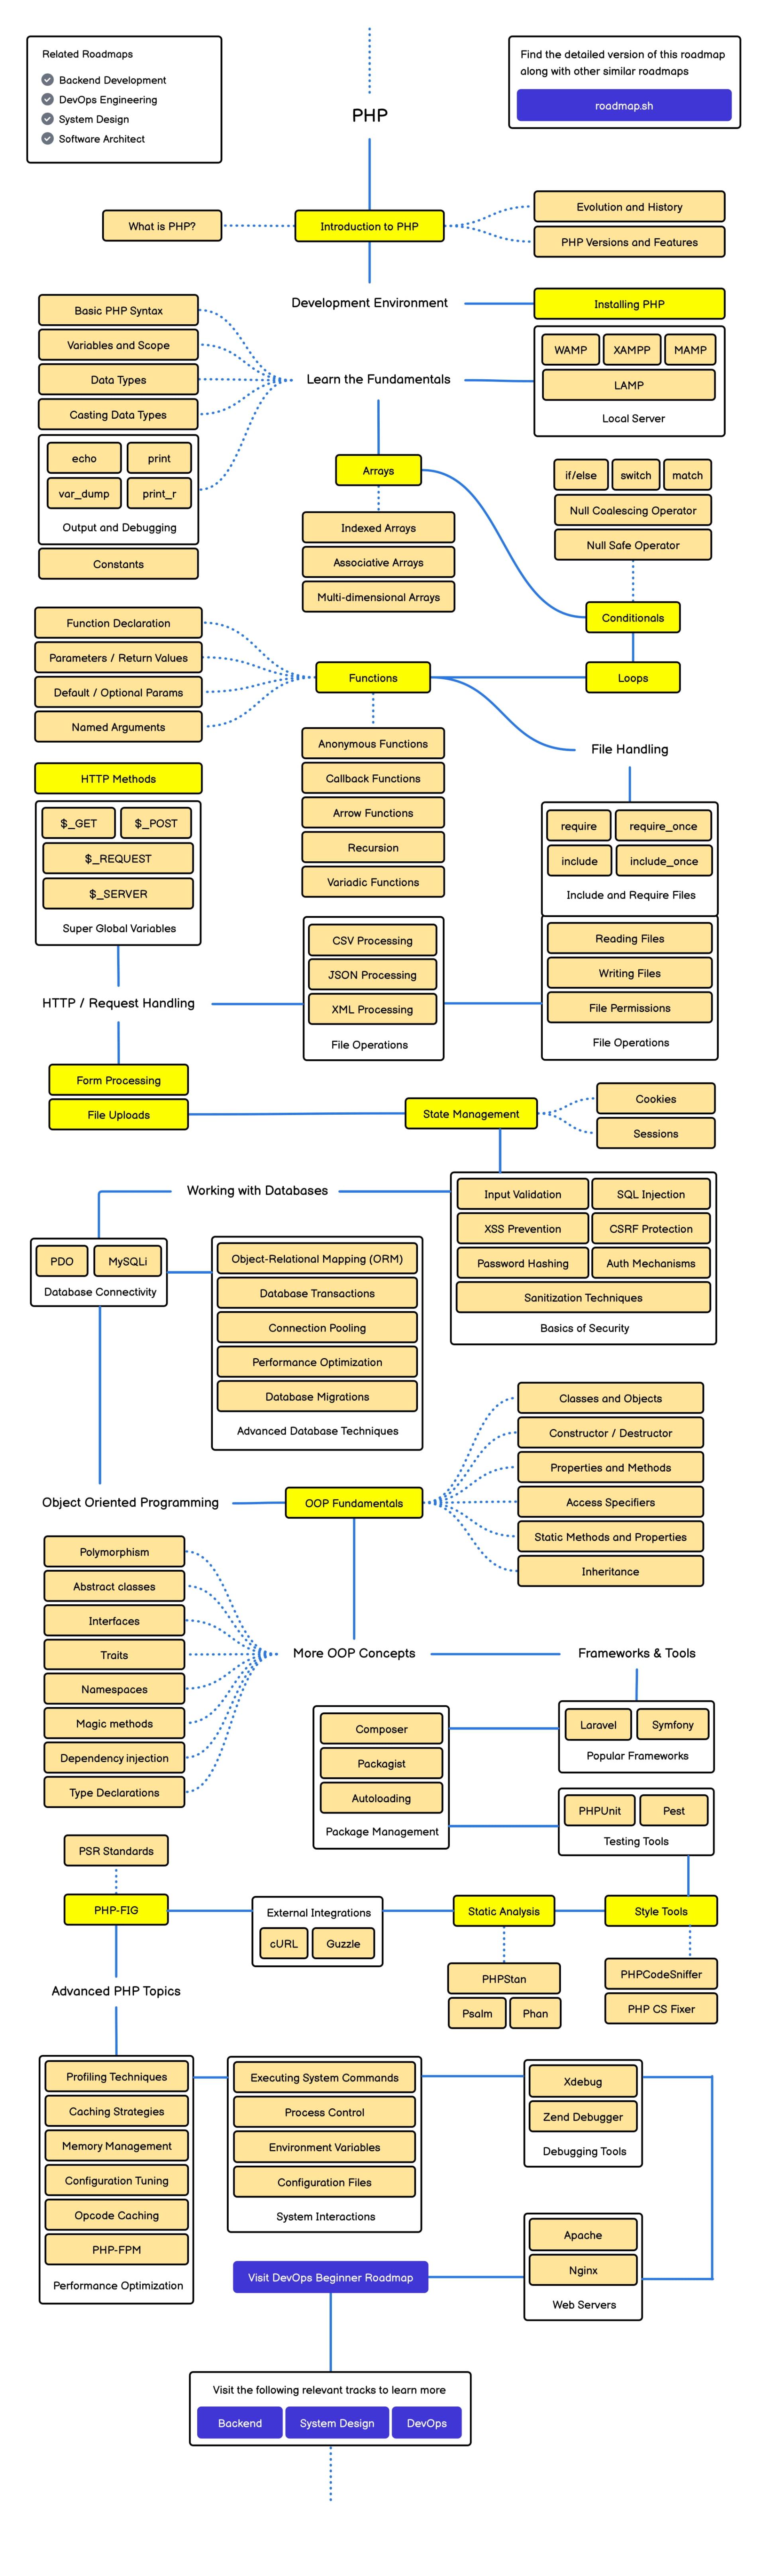 Related Roadmaps
Backend Development
DevOps Engineering
System Design
Software Architect
Find the detailed version of this roadmap
along with other similar roadmaps
roadmap.sh
PHP
What is PHP?
Introduction to PHP
Evolution and History
PHP Versions and Features
Development Environment
Installing PHP
WAMP
XAMPP
MAMP
LAMP
Local Server
Learn the Fundamentals
Basic PHP Syntax
Variables and Scope
Data Types
Casting Data Types
echo
print
var_dump
print_r
Output and Debugging
Constants
Arrays
Indexed Arrays
Associative Arrays
Multi-dimensional Arrays
if/else
switch
match
Null Coalescing Operator
Null Safe Operator
Conditionals
Loops
Functions
Function Declaration
Parameters / Return Values
Default / Optional Params
Named Arguments
Anonymous Functions
Callback Functions
Arrow Functions
Recursion
Variadic Functions
File Handling
require
require_once
include
include_once
Include and Require Files
Reading Files
Writing Files
File Permissions
File Operations
CSV Processing
JSON Processing
XML Processing
File Operations
HTTP Methods
$_GET
$_POST
$_REQUEST
$_SERVER
Super Global Variables
HTTP / Request Handling
Form Processing
File Uploads
State Management
Cookies
Sessions
Input Validation
SQL Injection
XSS Prevention
CSRF Protection
Password Hashing
Auth Mechanisms
Sanitization Techniques
Basics of Security
Working with Databases
PDO
MySQLi
Database Connectivity
Object-Relational Mapping (ORM)
Database Transactions
Connection Pooling
Performance Optimization
Database Migrations
Advanced Database Techniques
Object Oriented Programming
OOP Fundamentals
Classes and Objects
Constructor / Destructor
Properties and Methods
Access Specifiers
Static Methods and Properties
Inheritance
Polymorphism
Abstract classes
Interfaces
Traits
Namespaces
Magic methods
Dependency injection
Type Declarations
More OOP Concepts
Frameworks & Tools
Laravel
Symfony
Popular Frameworks
Composer
Packagist
Autoloading
Package Management
PHPUnit
Pest
Testing Tools
Style Tools
PHPCodeSniffer
PHP CS Fixer
Static Analysis
PHPStan
Psalm
Phan
External Integrations
cURL
Guzzle
PSR Standards
PHP-FIG
Advanced PHP Topics
Profiling Techniques
Caching Strategies
Memory Management
Configuration Tuning
Opcode Caching
PHP-FPM
Performance Optimization
Executing System Commands
Process Control
Environment Variables
Configuration Files
System Interactions
Xdebug
Zend Debugger
Debugging Tools
Apache
Nginx
Web Servers
Visit DevOps Beginner Roadmap
Visit the following relevant tracks to learn more
Backend
System Design
DevOps